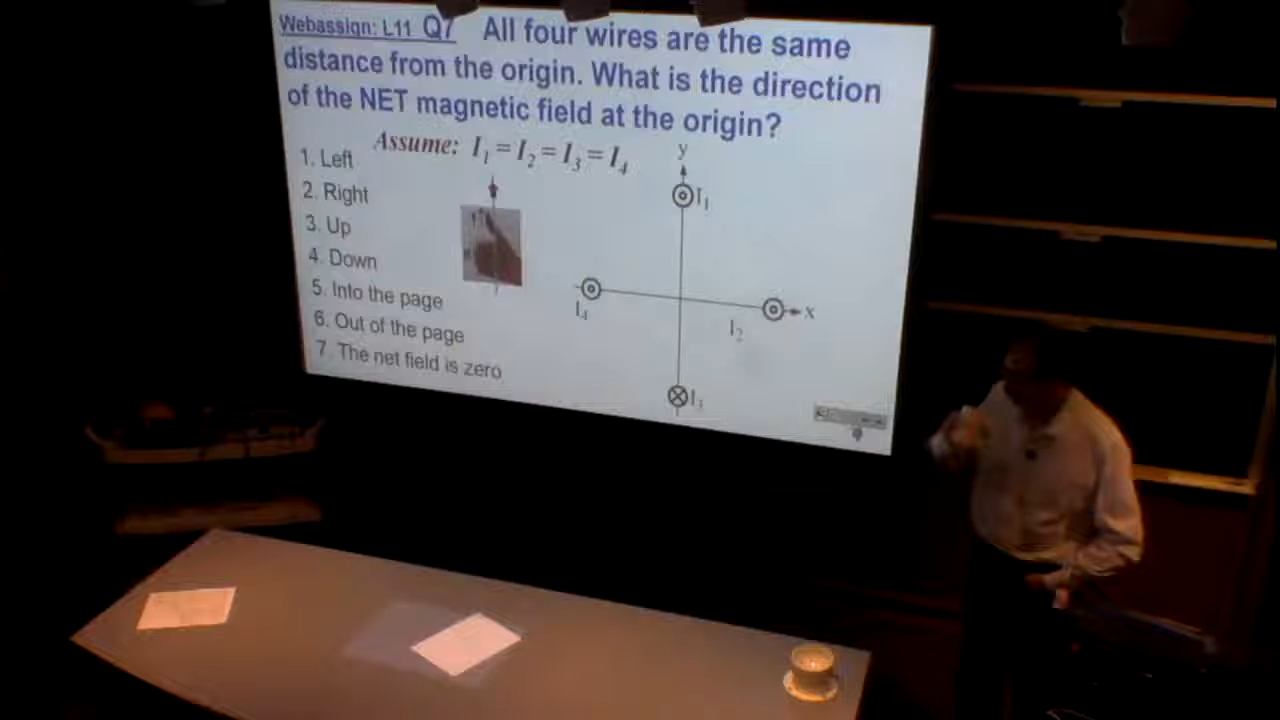 Webassign: L11 Q7 All four wires are the same
distance from the origin. What is the direction
of the NET magnetic field at the origin?
Assume: I₁ = I₂ = I₃ = I₄
1. Left
2. Right
3. Up
4. Down
5. Into the page
6. Out of the page
7. The net field is zero
y
I₁
I₄
I₂
x
I₃